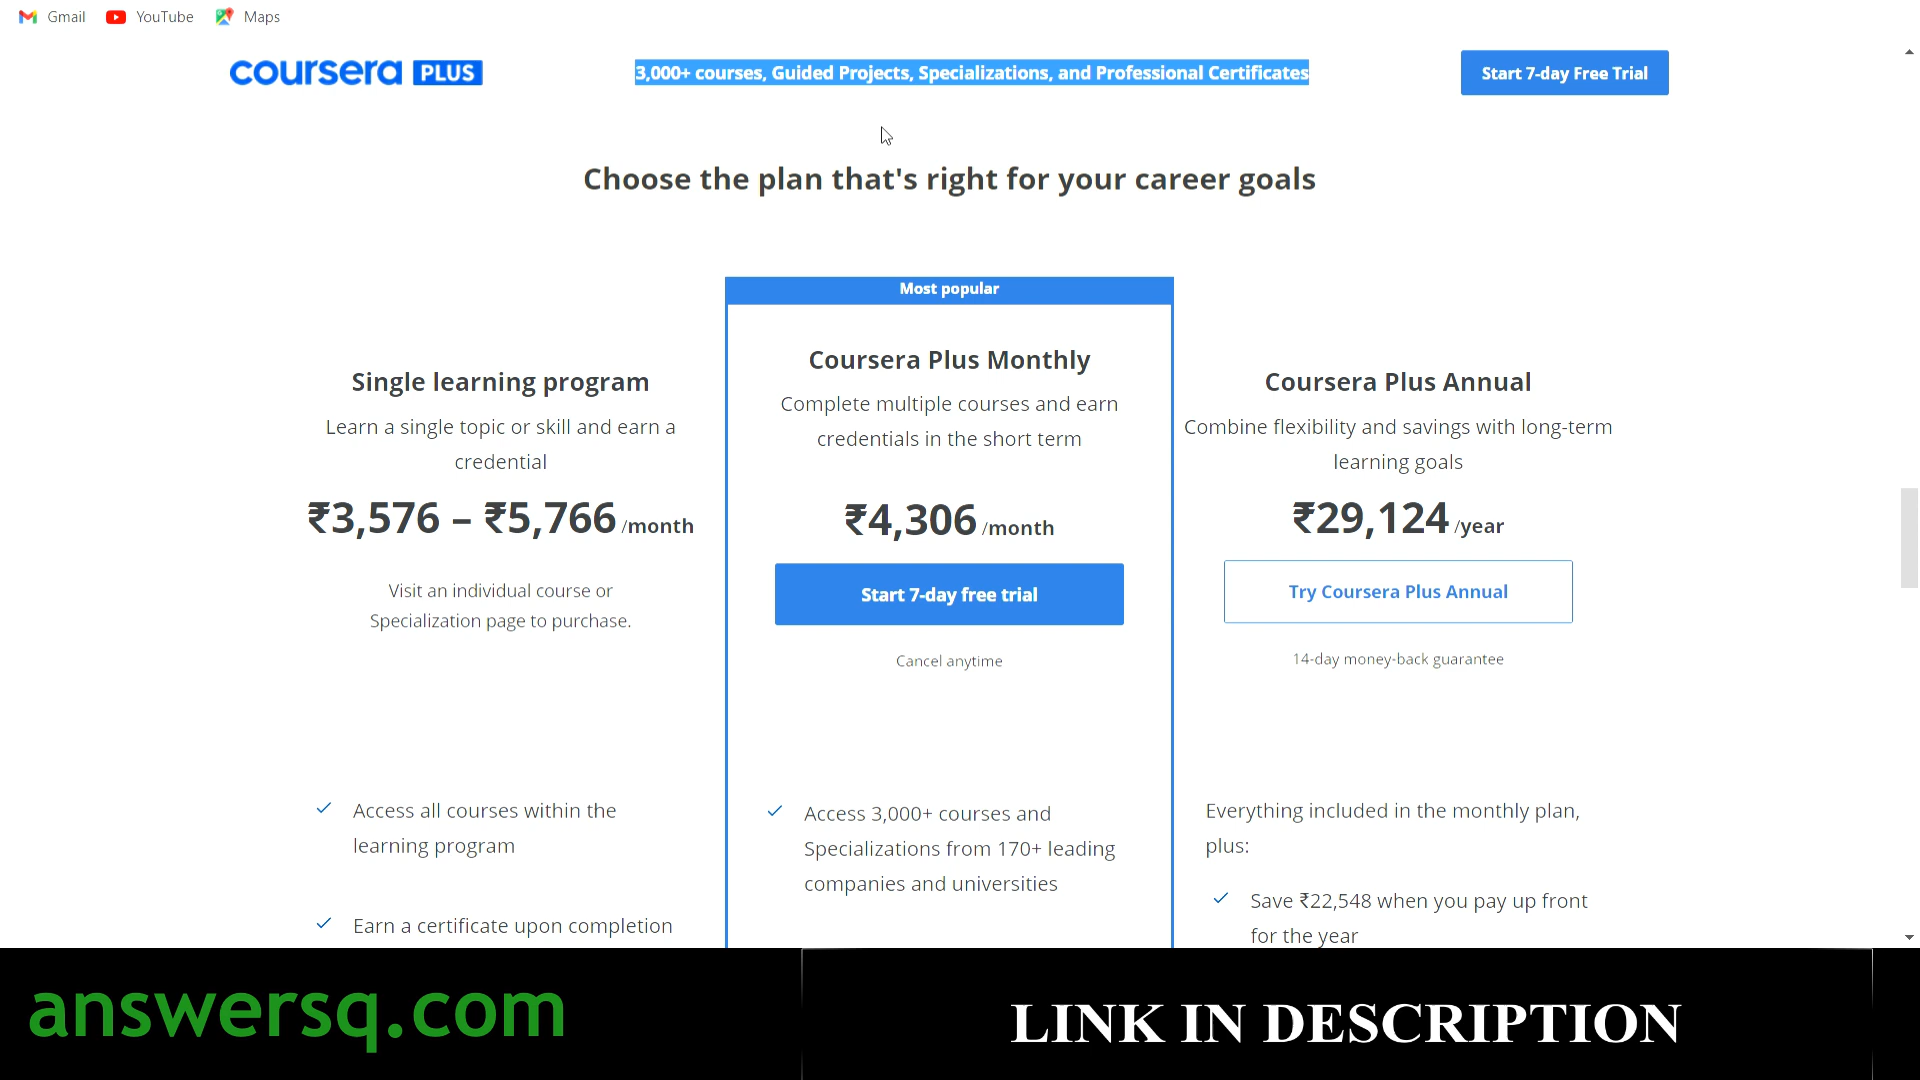 Gmail YouTube Maps
coursera PLUS 3,000+ courses, Guided Projects, Specializations, and Professional Certificates Start 7-day Free Trial
Choose the plan that's right for your career goals
Single learning program
Learn a single topic or skill and earn a
credential
₹3,576 – ₹5,766 /month
Visit an individual course or
Specialization page to purchase.
Access all courses within the
learning program
Earn a certificate upon completion
Most popular
Coursera Plus Monthly
Complete multiple courses and earn
credentials in the short term
₹4,306 /month
Start 7-day free trial
Cancel anytime
Access 3,000+ courses and
Specializations from 170+ leading
companies and universities
Coursera Plus Annual
Combine flexibility and savings with long-term
learning goals
₹29,124 /year
Try Coursera Plus Annual
14-day money-back guarantee
Everything included in the monthly plan,
plus:
Save ₹22,548 when you pay up front
for the year
answersq.com
LINK IN DESCRIPTION